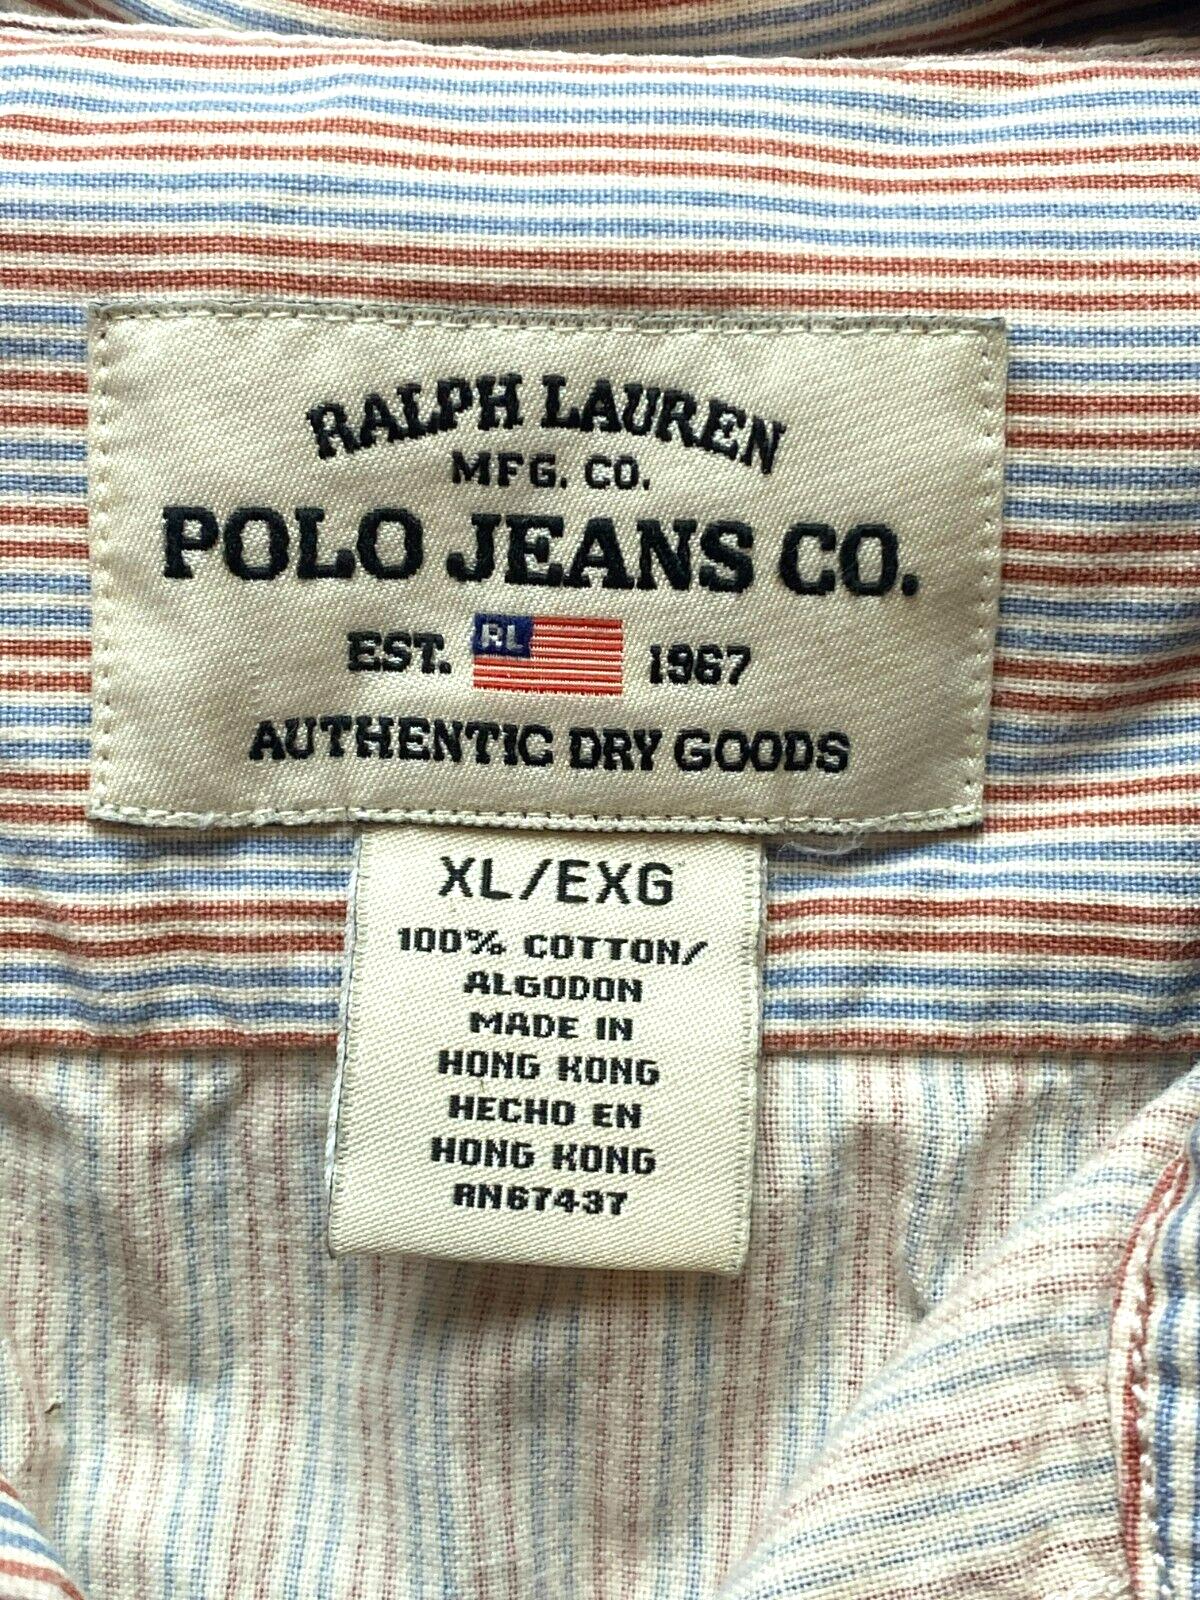 RALPH LAUREN
MFG. CO.
POLO JEANS CO.
EST. RL 1967
AUTHENTIC DRY GOODS
XL/EXG
100% COTTON/
ALGODON
MADE IN
HONG KONG
HECHO EN
HONG KONG
RN67437